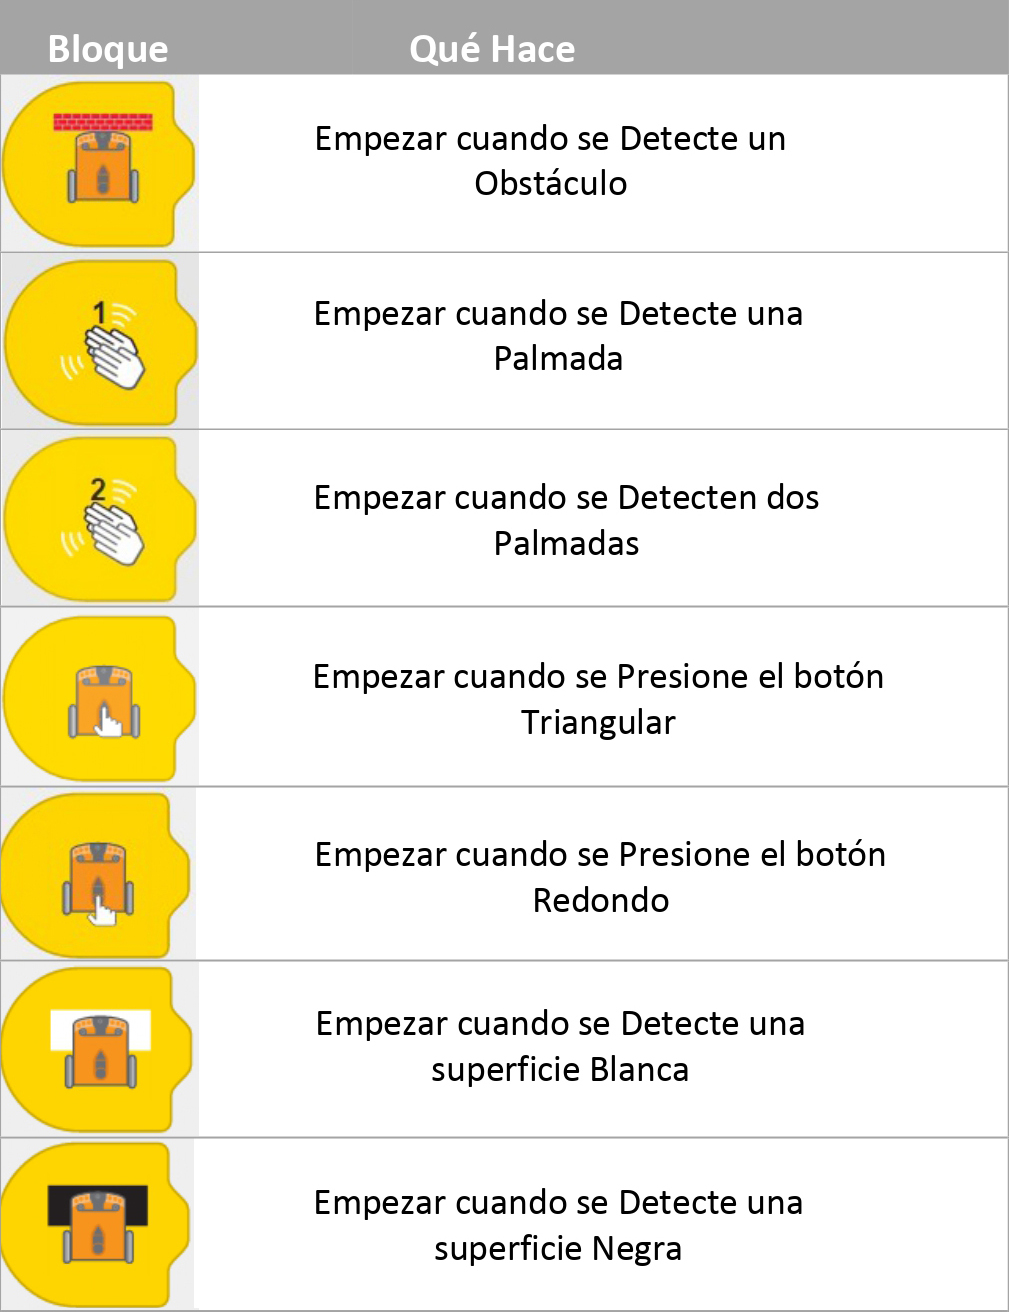 Bloque Qué Hace
Empezar cuando se Detecte un
Obstáculo
1
Empezar cuando se Detecte una
Palmada
2
Empezar cuando se Detecten dos
Palmadas
Empezar cuando se Presione el botón
Triangular
Empezar cuando se Presione el botón
Redondo
Empezar cuando se Detecte una
superficie Blanca
Empezar cuando se Detecte una
superficie Negra